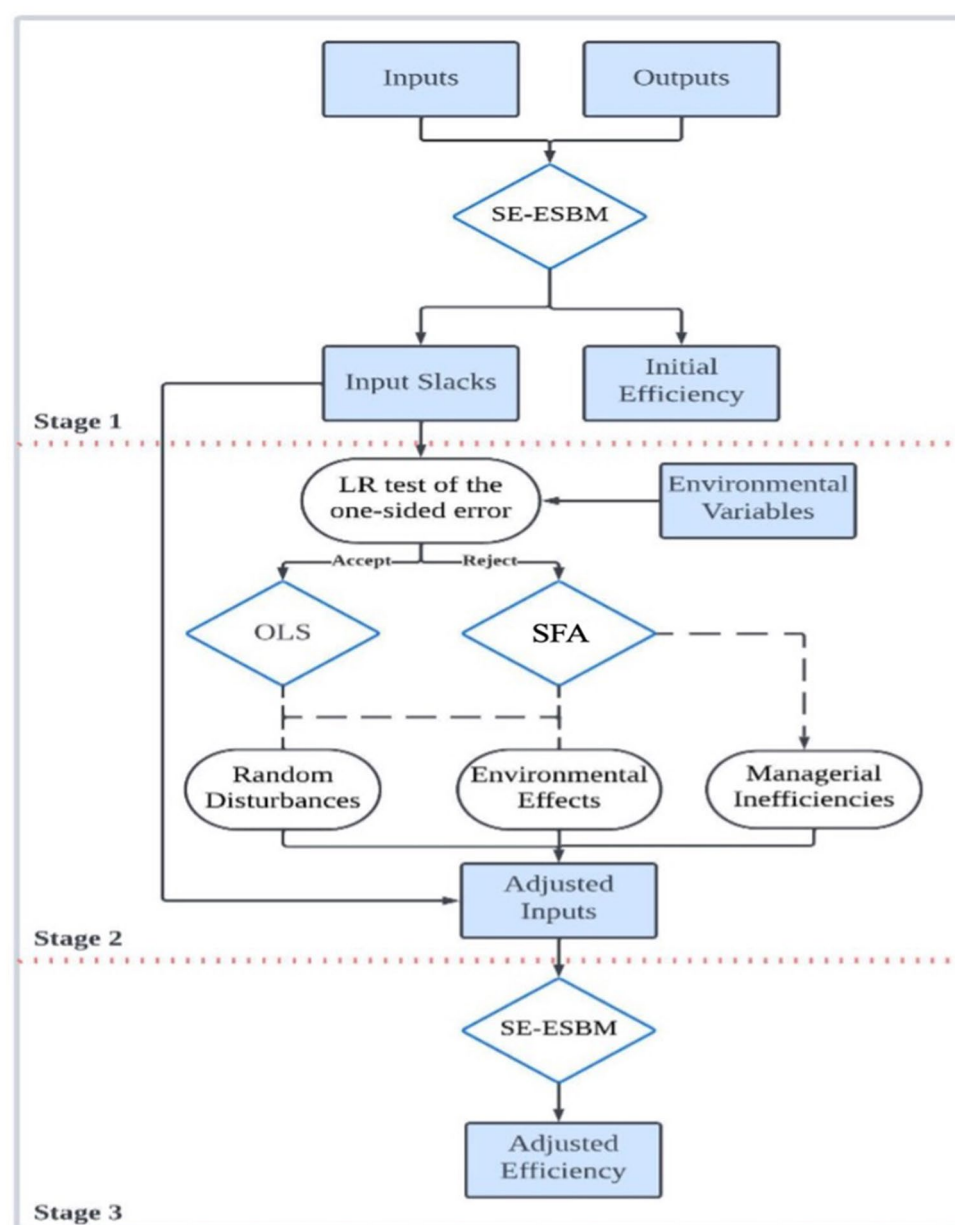 Inputs
Outputs
SE-ESBM
Input Slacks
Initial
Efficiency
Stage 1
LR test of the
one-sided error
Environmental
Variables
Accept
Reject
OLS
SFA
Random
Disturbances
Environmental
Effects
Managerial
Inefficiencies
Adjusted
Inputs
Stage 2
SE-ESBM
Adjusted
Efficiency
Stage 3